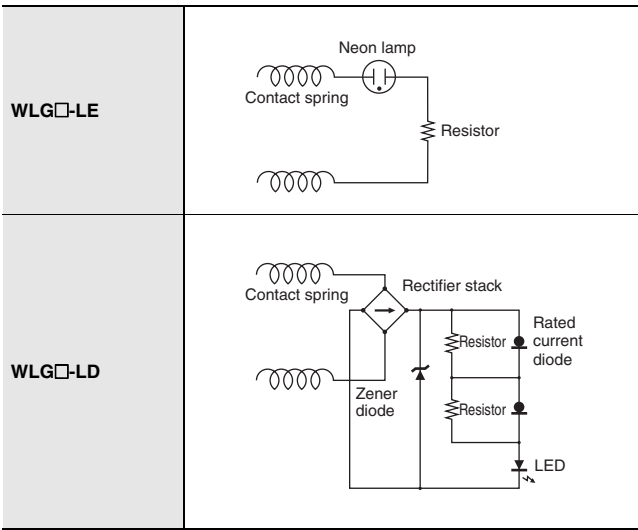 WLG□-LE
Neon lamp
Contact spring
Resistor
WLG□-LD
Contact spring
Rectifier stack
Zener
diode
Resistor
Rated
current
diode
Resistor
LED